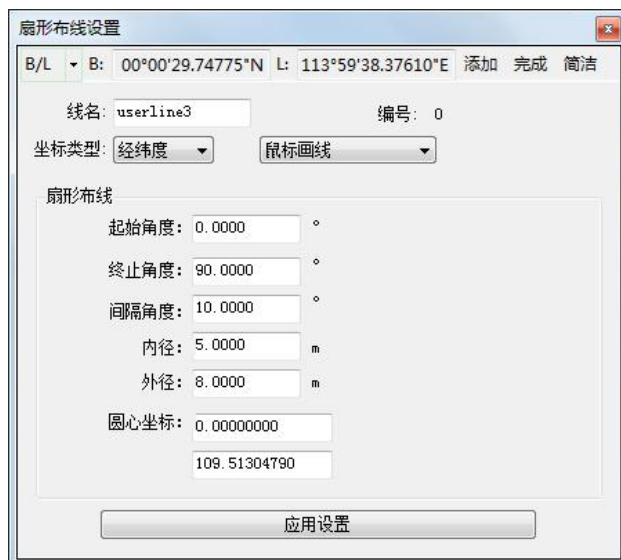 扇形布线设置
B/L B: 00°00'29.74775"N L: 113°59'38.37610"E 添加 完成 简洁
线名: userline3 编号: 0
坐标类型: 经纬度 鼠标画线
扇形布线
起始角度: 0.0000 °
终止角度: 90.0000 °
间隔角度: 10.0000 °
内径: 5.0000 m
外径: 8.0000 m
圆心坐标: 0.00000000
109.51304790
应用设置